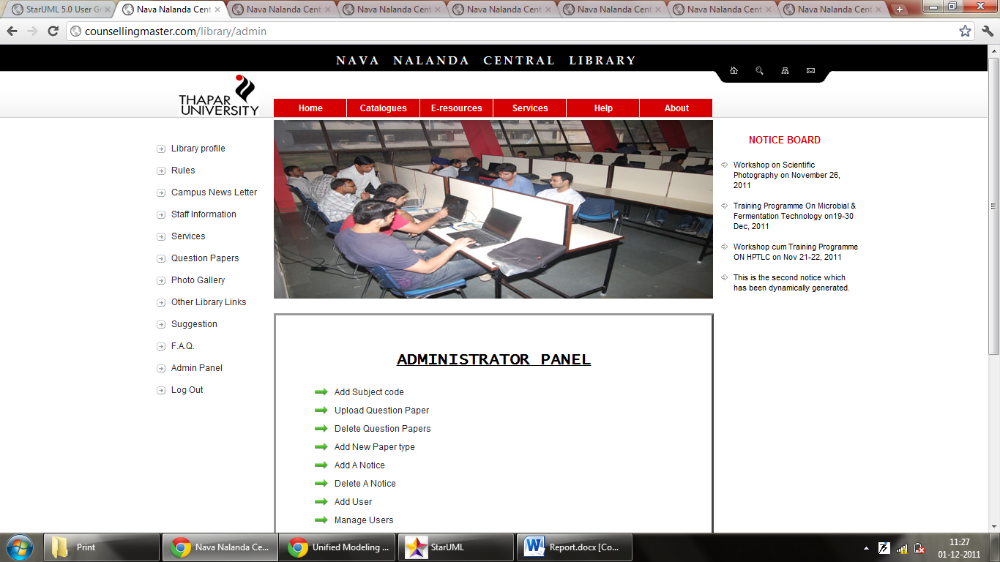 StarUML 5.0 User G
Nava Nalanda Cent
Nava Nalanda Cent
Nava Nalanda Cent
Nava Nalanda Cent
Nava Nalanda Cent
Nava Nalanda Cent
Nava Nalanda Cent
counsellingmaster.com/library/admin
NAVA NALANDA CENTRAL LIBRARY
THAPAR
UNIVERSITY
Home
Catalogues
E-resources
Services
Help
About
Library profile
Rules
Campus News Letter
Staff Information
Services
Question Papers
Photo Gallery
Other Library Links
Suggestion
F.A.Q.
Admin Panel
Log Out
NOTICE BOARD
Workshop on Scientific
Photography on November 26,
2011
Training Programme On Microbial &
Fermentation Technology on19-30
Dec, 2011
Workshop cum Training Programme
ON HPTLC on Nov 21-22, 2011
This is the second notice which
has been dynamically generated.
ADMINISTRATOR PANEL
Add Subject code
Upload Question Paper
Delete Question Papers
Add New Paper type
Add A Notice
Delete A Notice
Add User
Manage Users
Print
Nava Nalanda Ce...
Unified Modeling ...
StarUML
Report.docx [Co...
11:27
01-12-2011